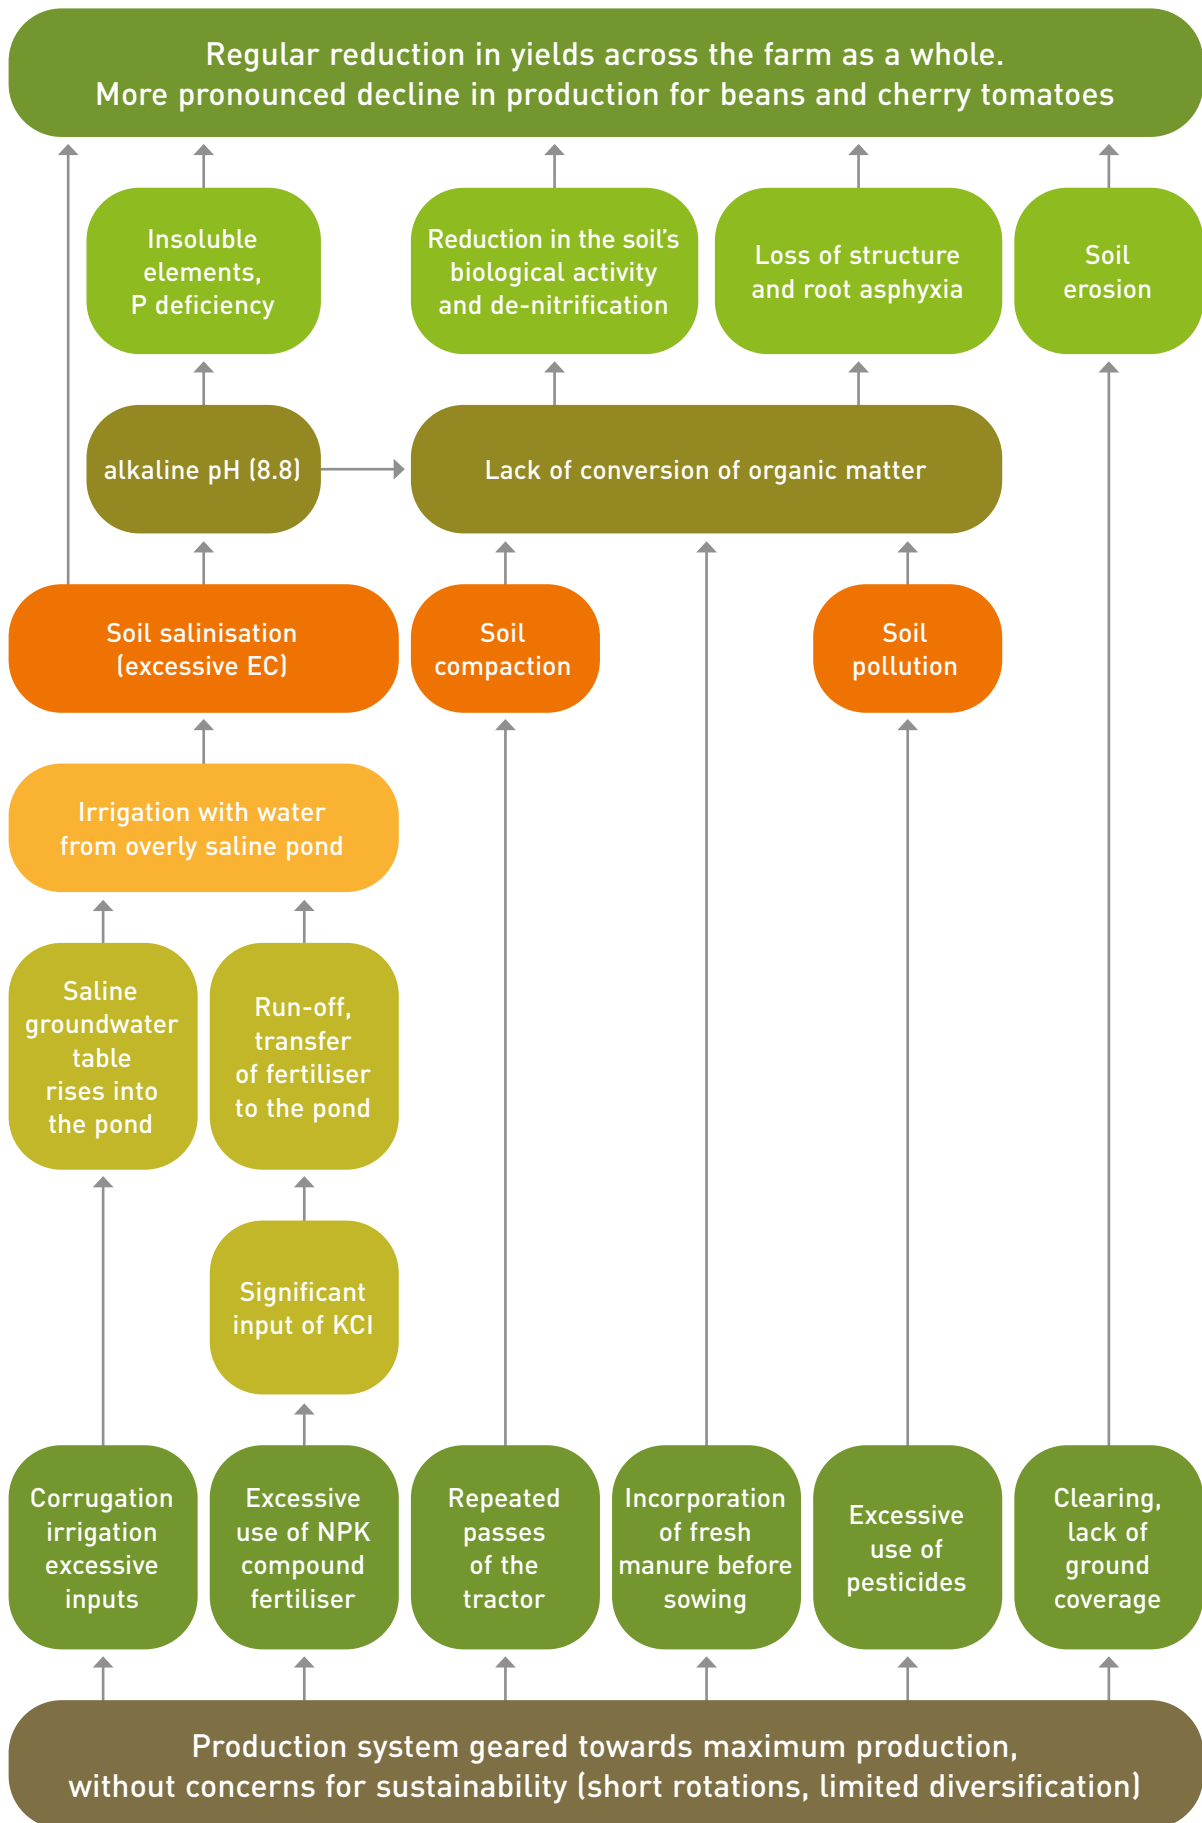 Regular reduction in yields across the farm as a whole.
More pronounced decline in production for beans and cherry tomatoes
Insoluble
elements,
P deficiency
Reduction in the soil's
biological activity
and de-nitrification
Loss of structure
and root asphyxia
Soil
erosion
alkaline pH (8.8)
Lack of conversion of organic matter
Soil salinisation
(excessive EC)
Soil
compaction
Soil
pollution
Irrigation with water
from overly saline pond
Saline
groundwater
table
rises into
the pond
Run-off,
transfer
of fertiliser
to the pond
Significant
input of KCI
Corrugation
irrigation
excessive
inputs
Excessive
use of NPK
compound
fertiliser
Repeated
passes
of the
tractor
Incorporation
of fresh
manure before
sowing
Excessive
use of
pesticides
Clearing,
lack of
ground
coverage
Production system geared towards maximum production,
without concerns for sustainability (short rotations, limited diversification)